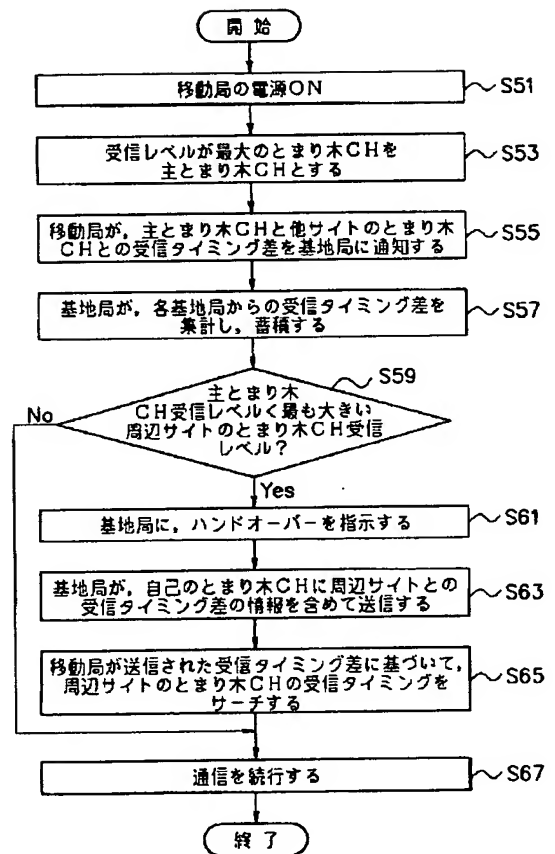 開 始
移動局の電源ON
S51
受信レベルが最大のとまり木CHを
主とまり木CHとする
S53
移動局が，主とまり木CHと他サイトのとまり木
CHとの受信タイミング差を基地局に通知する
S55
基地局が，各基地局からの受信タイミング差を
集計し，蓄積する
S57
S59
主とまり木
CH受信レベルく最も大きい
周辺サイトのとまり木CH受信
レベル？
No
Yes
基地局に，ハンドオーバーを指示する
S61
基地局が，自己のとまり木CHに周辺サイトとの
受信タイミング差の情報を含めて送信する
S63
移動局が送信された受信タイミング差に基づいて，
周辺サイトのとまり木CHの受信タイミングを
サーチする
S65
通信を続行する
S67
終 了